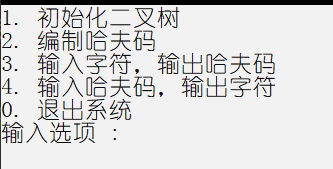 1. 初始化二叉树
2. 编制哈夫码
3. 输入字符，输出哈夫码
4. 输入哈夫码，输出字符
0. 退出系统
输入选项 ：